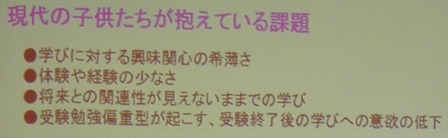 現代の子供たちが抱えている課題
●学びに対する興味関心の希薄さ
●体験や経験の少なさ
●将来との関連性が見えないままでの学び
●受験勉強偏重型が起こす、受験終了後の学びへの意欲の低下